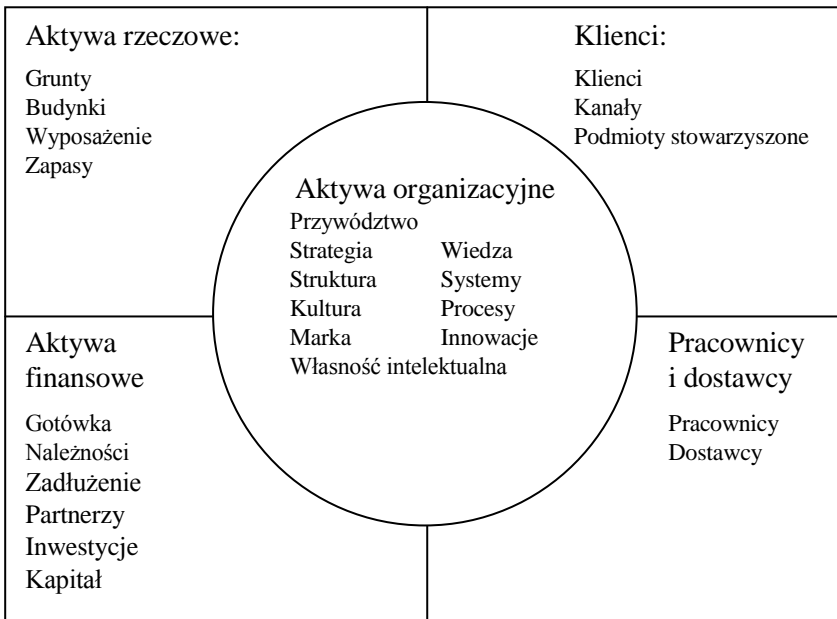 Aktywa rzeczowe:
Grunty
Budynki
Wyposażenie
Zapasy
Klienci:
Klienci
Kanały
Podmioty stowarzyszone
Aktywa organizacyjne
Przywództwo
Strategia Wiedza
Struktura Systemy
Kultura Procesy
Marka Innowacje
Własność intelektualna
Aktywa
finansowe
Gotówka
Należności
Zadłużenie
Partnerzy
Inwestycje
Kapitał
Pracownicy
i dostawcy
Pracownicy
Dostawcy